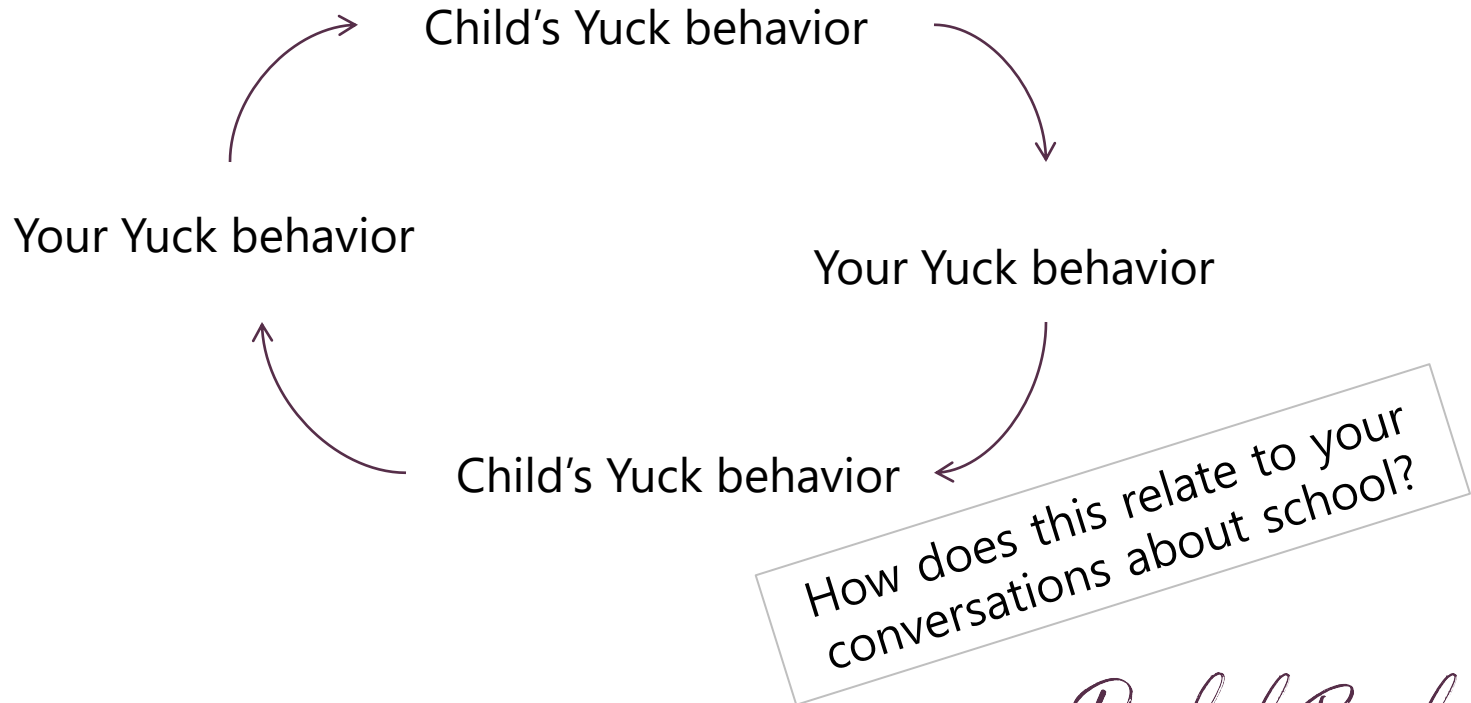 Child’s Yuck behavior
Your Yuck behavior
Your Yuck behavior
Child’s Yuck behavior
How does this relate to your
conversations about school?